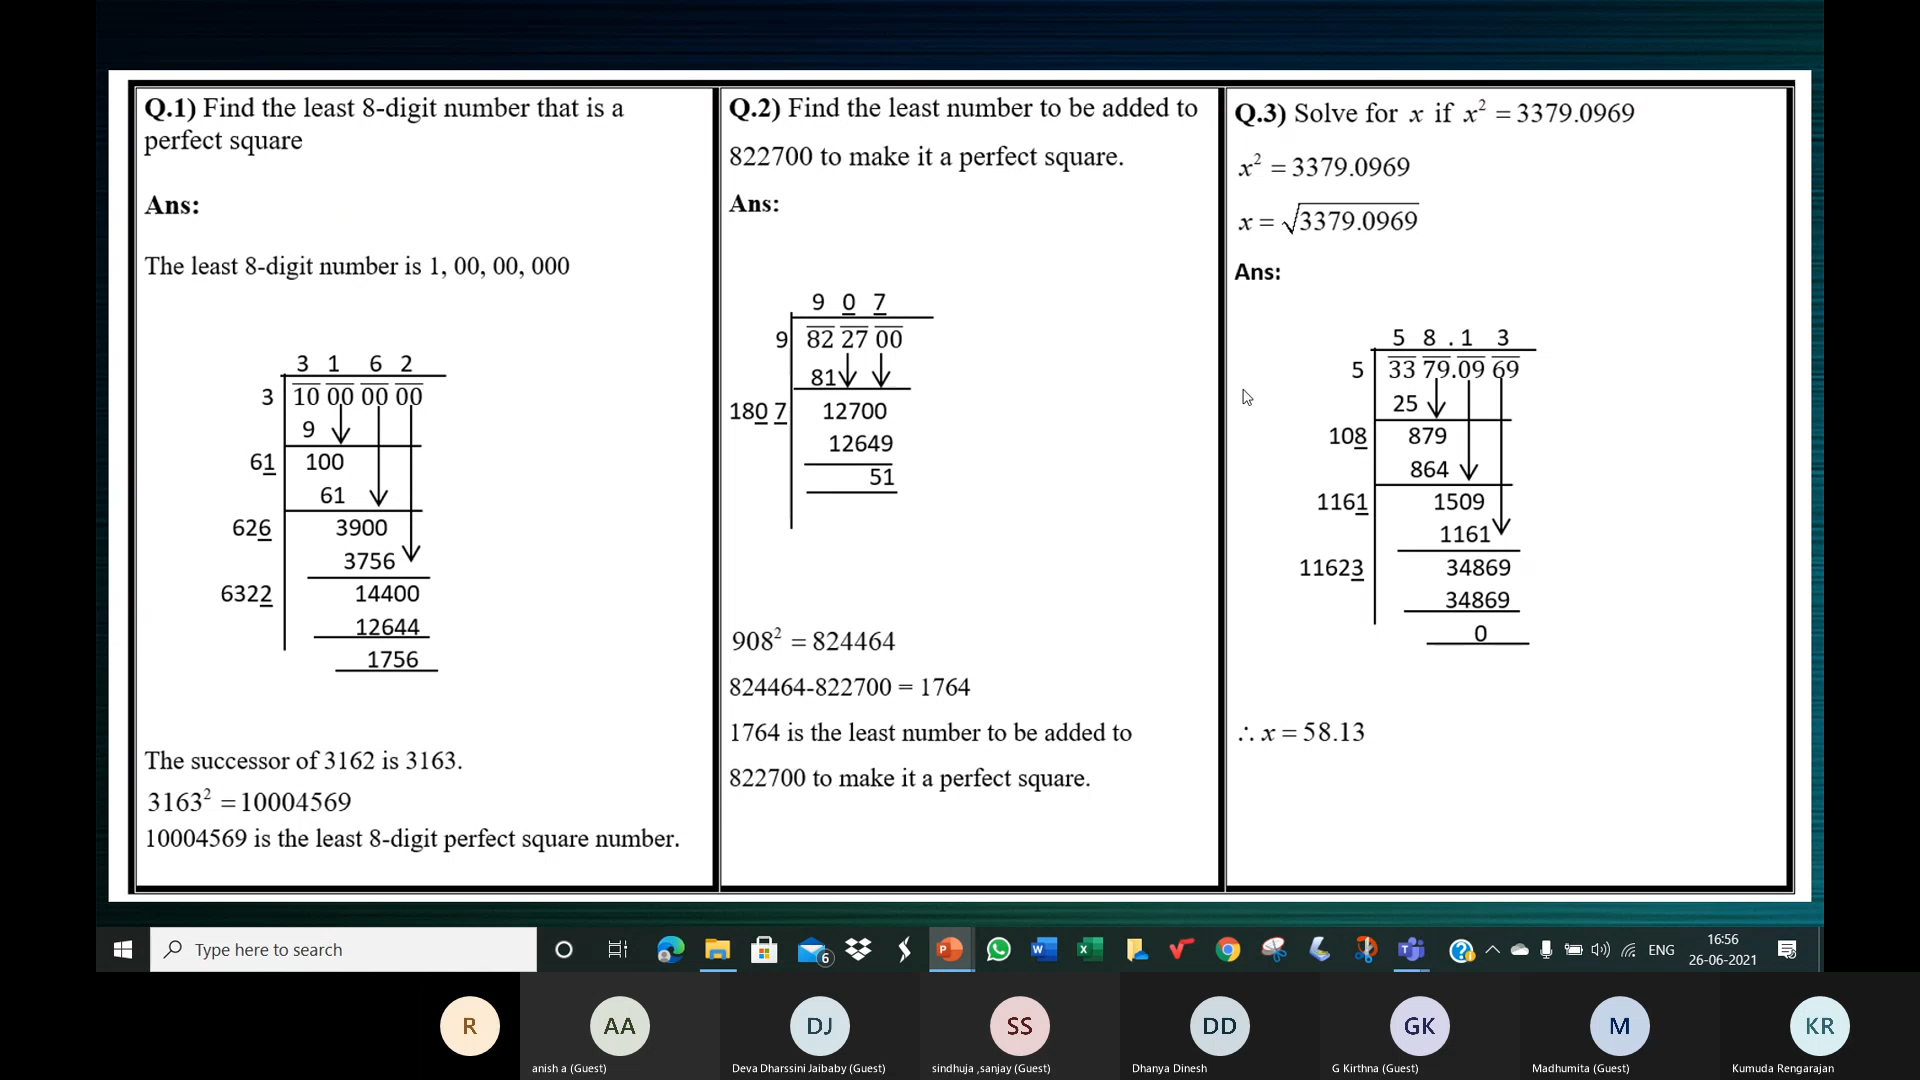 Q.1) Find the least 8-digit number that is a
perfect square
Ans:
The least 8-digit number is 1, 00, 00, 000
3 1 6 2
3 10 00 00 00
9
61 100
61
626 3900
3756
6322 14400
12644
1756
The successor of 3162 is 3163.
3163² = 10004569
10004569 is the least 8-digit perfect square number.
Q.2) Find the least number to be added to
822700 to make it a perfect square.
Ans:
9 0 7
9 82 27 00
81
180 7 12700
12649
51
908² = 824464
824464-822700 = 1764
1764 is the least number to be added to
822700 to make it a perfect square.
Q.3) Solve for x if x² = 3379.0969
x² = 3379.0969
x = √3379.0969
Ans:
5 8 . 1 3
5 33 79.09 69
25
108 879
864
1161 1509
1161
11623 34869
34869
0
∴ x = 58.13
Type here to search
6
ENG
16:56
26-06-2021
R
AA
DJ
SS
DD
GK
M
KR
anish a (Guest)
Deva Dharssini Jaibaby (Guest)
sindhuja ,sanjay (Guest)
Dhanya Dinesh
G Kirthna (Guest)
Madhumita (Guest)
Kumuda Rengarajan